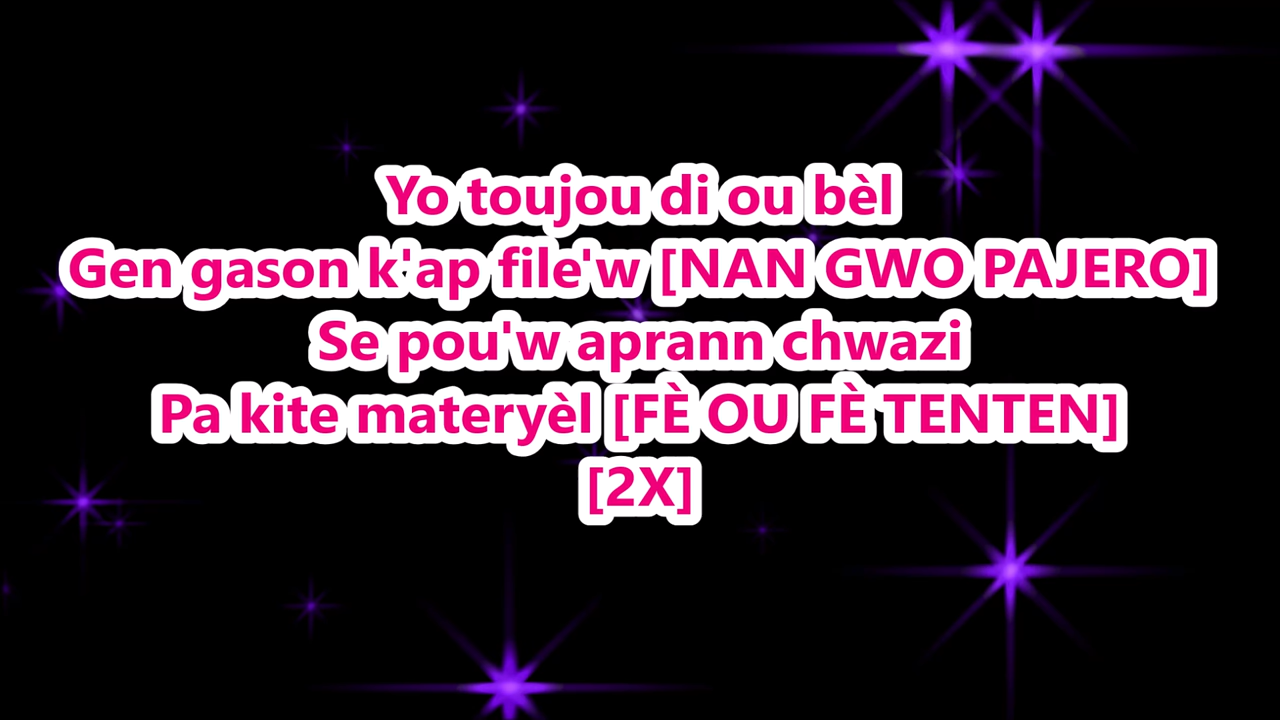 Yo toujou di ou bèl
Gen gason k'ap file'w [NAN GWO PAJERO]
Se pou'w aprann chwazi
Pa kite materyèl [FÈ OU FÈ TENTEN]
[2X]